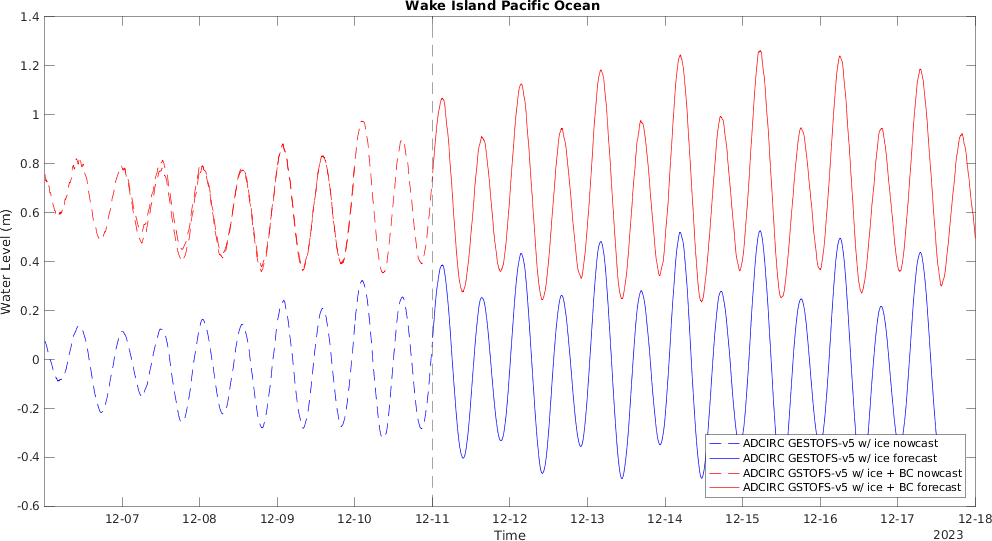 Wake Island Pacific Ocean
1.4
1.2
1
0.8
0.6
0.4
0.2
0
-0.2
-0.4
-0.6
Water Level (m)
ADCIRC GESTOFS-v5 w/ ice nowcast
ADCIRC GESTOFS-v5 w/ ice forecast
ADCIRC GSTOFS-v5 w/ ice + BC nowcast
ADCIRC GSTOFS-v5 w/ ice + BC forecast
12-07 12-08 12-09 12-10 12-11 12-12 12-13 12-14 12-15 12-16 12-17 12-18
Time
2023